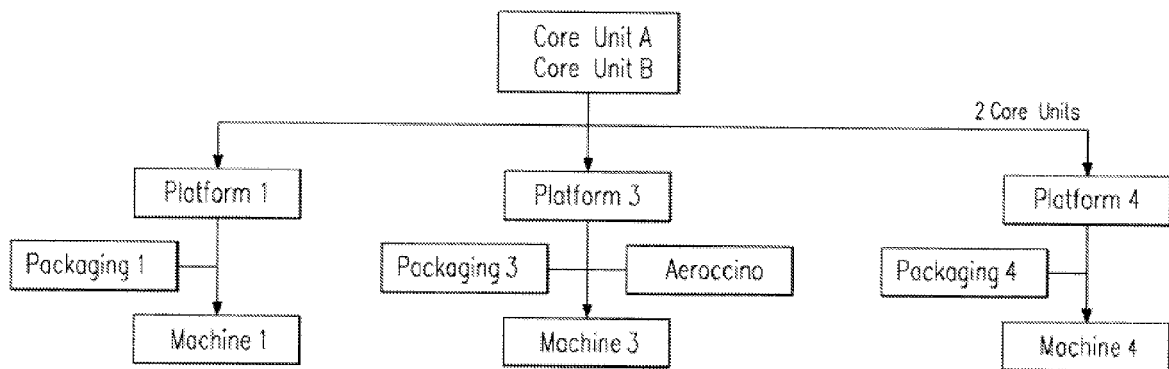 Core Unit A
Core Unit B
2 Core Units
Platform 1
Platform 3
Platform 4
Packaging 1
Packaging 3
Aeroccino
Packaging 4
Machine 1
Machine 3
Machine 4